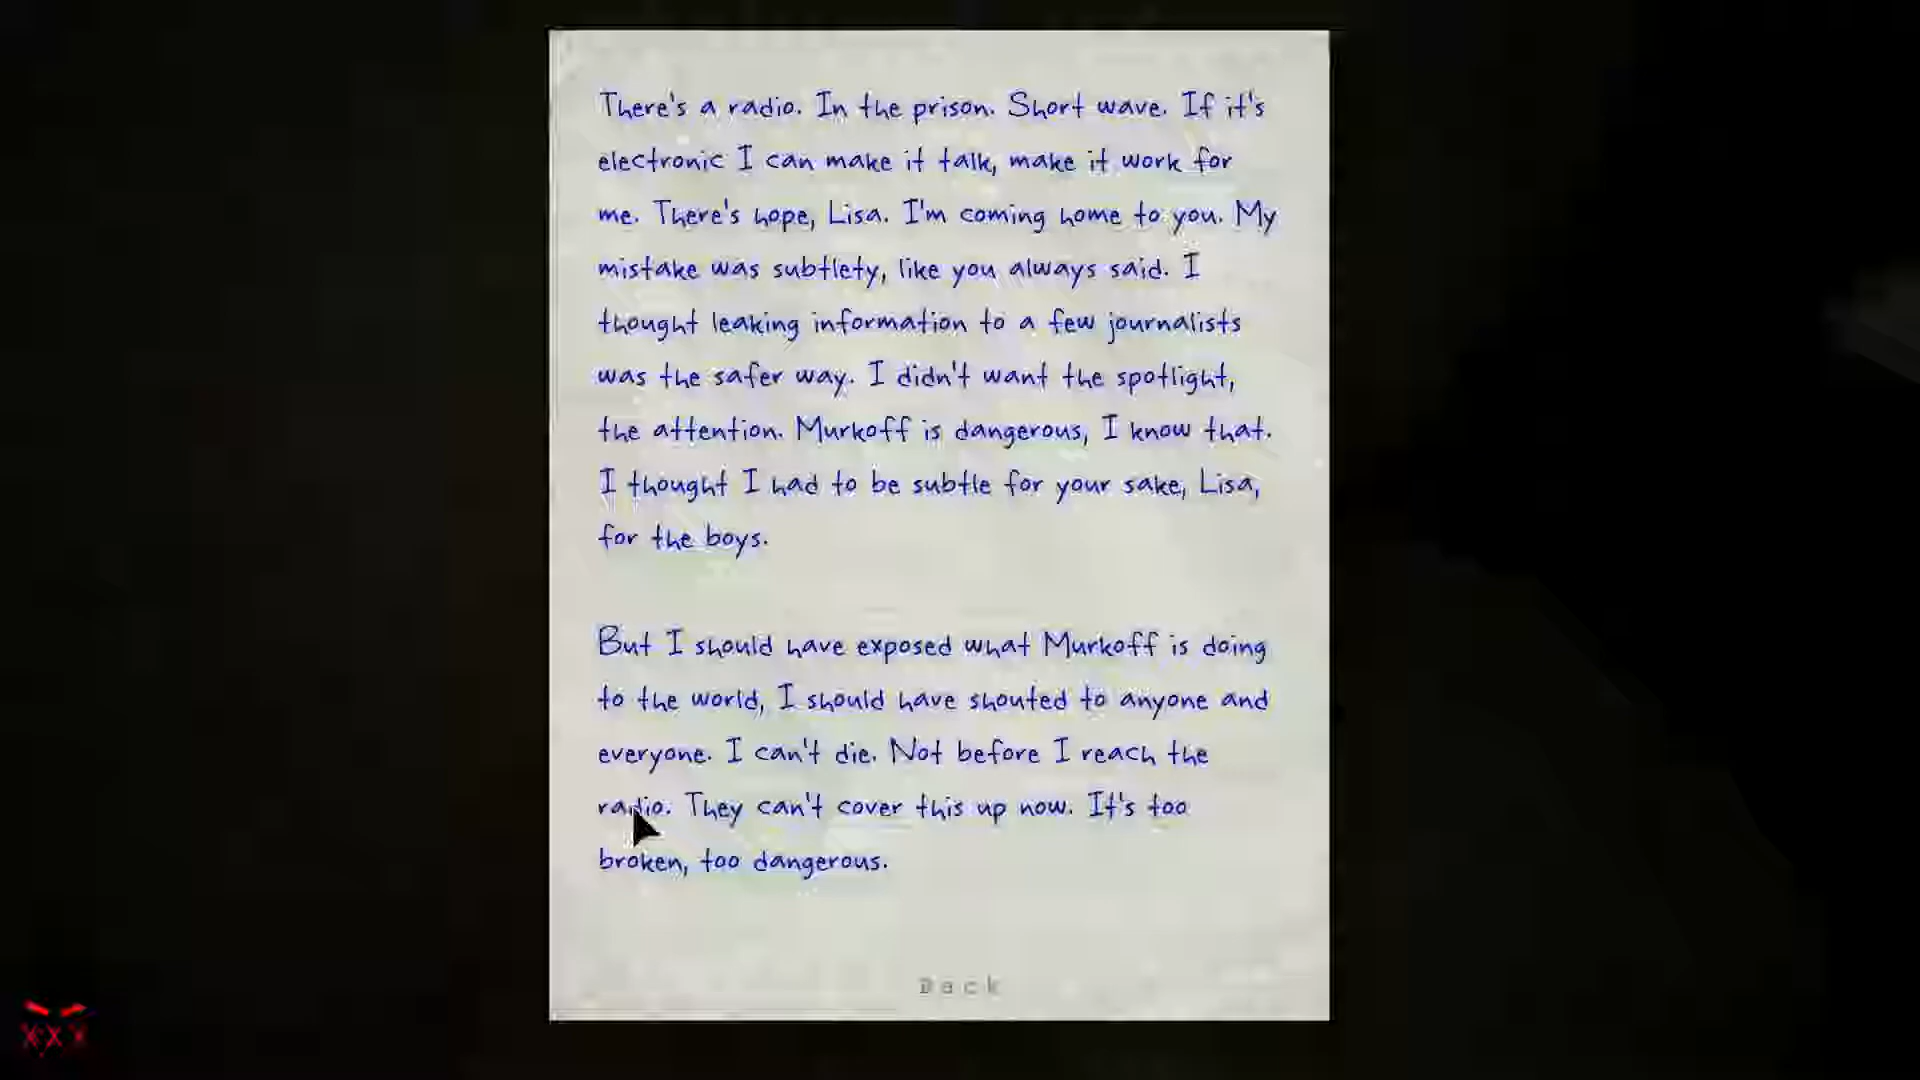 There's a radio. In the prison. Short wave. If it's
electronic I can make it talk, make it work for
me. There's hope, Lisa. I'm coming home to you. My
mistake was subtlety, like you always said. I
thought leaking information to a few journalists
was the safer way. I didn't want the spotlight,
the attention. Murkoff is dangerous, I know that.
I thought I had to be subtle for your sake, Lisa,
for the boys.
But I should have exposed what Murkoff is doing
to the world, I should have shouted to anyone and
everyone. I can't die. Not before I reach the
radio. They can't cover this up now. It's too
broken, too dangerous.
Back
XXX